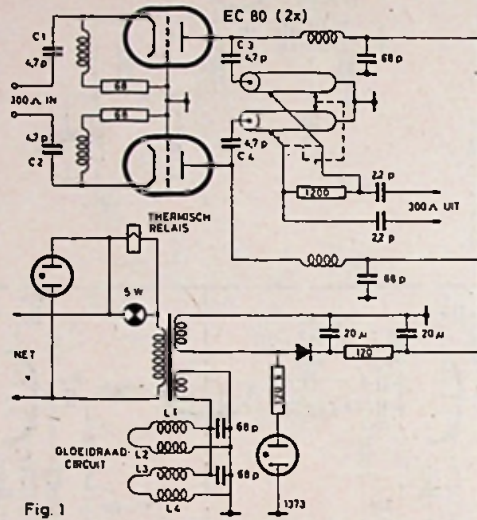 EC 80 (2x)
C1
4,7p
68
300 Ω IN
68
4,7p
C2
C3
4,7p
68p
4,7p
C4
1200
2,2p
300 Ω UIT
2,2p
68p
THERMISCH
RELAIS
5 W
NET
20µ
20µ
120
L1
68p
GLOEIDRAAD
CIRCUIT
L2
L3
L4
68p
1373
Fig. 1